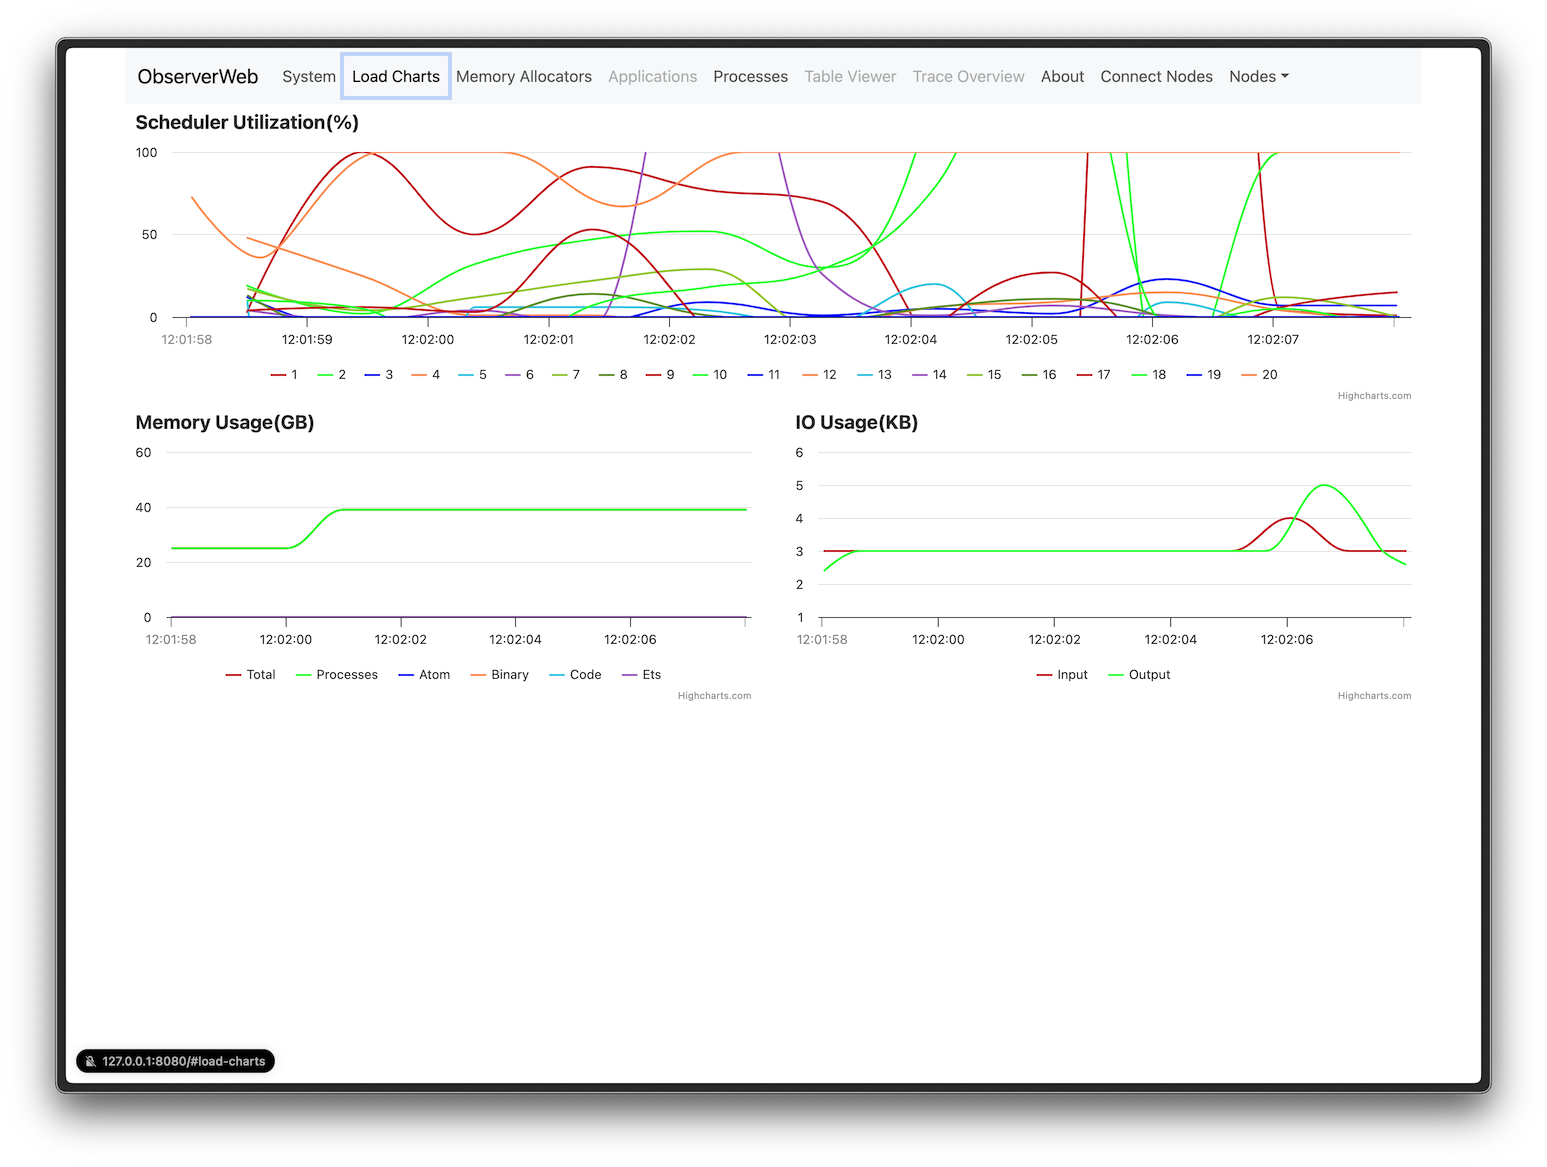 ObserverWeb System Load Charts Memory Allocators Applications Processes Table Viewer Trace Overview About Connect Nodes Nodes
Scheduler Utilization(%)
100
50
0
12:01:58 12:01:59 12:02:00 12:02:01 12:02:02 12:02:03 12:02:04 12:02:05 12:02:06 12:02:07
1 2 3 4 5 6 7 8 9 10 11 12 13 14 15 16 17 18 19 20
Highcharts.com
Memory Usage(GB)
60
40
20
0
12:01:58 12:02:00 12:02:02 12:02:04 12:02:06
Total Processes Atom Binary Code Ets
Highcharts.com
IO Usage(KB)
6
5
4
3
2
1
12:01:58 12:02:00 12:02:02 12:02:04 12:02:06
Input Output
Highcharts.com
127.0.0.1:8080/#load-charts